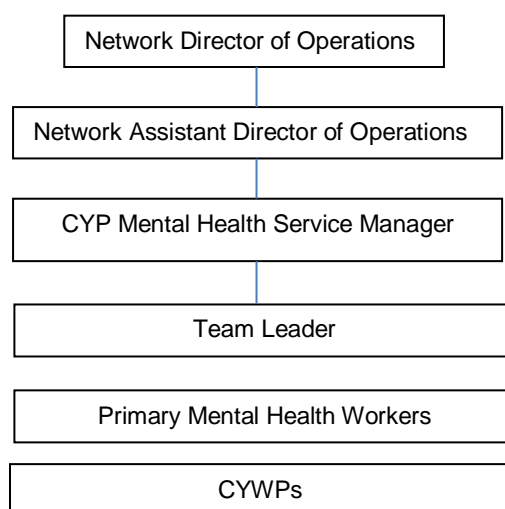 Network Director of Operations
Network Assistant Director of Operations
CYP Mental Health Service Manager
Team Leader
Primary Mental Health Workers
CYWPs